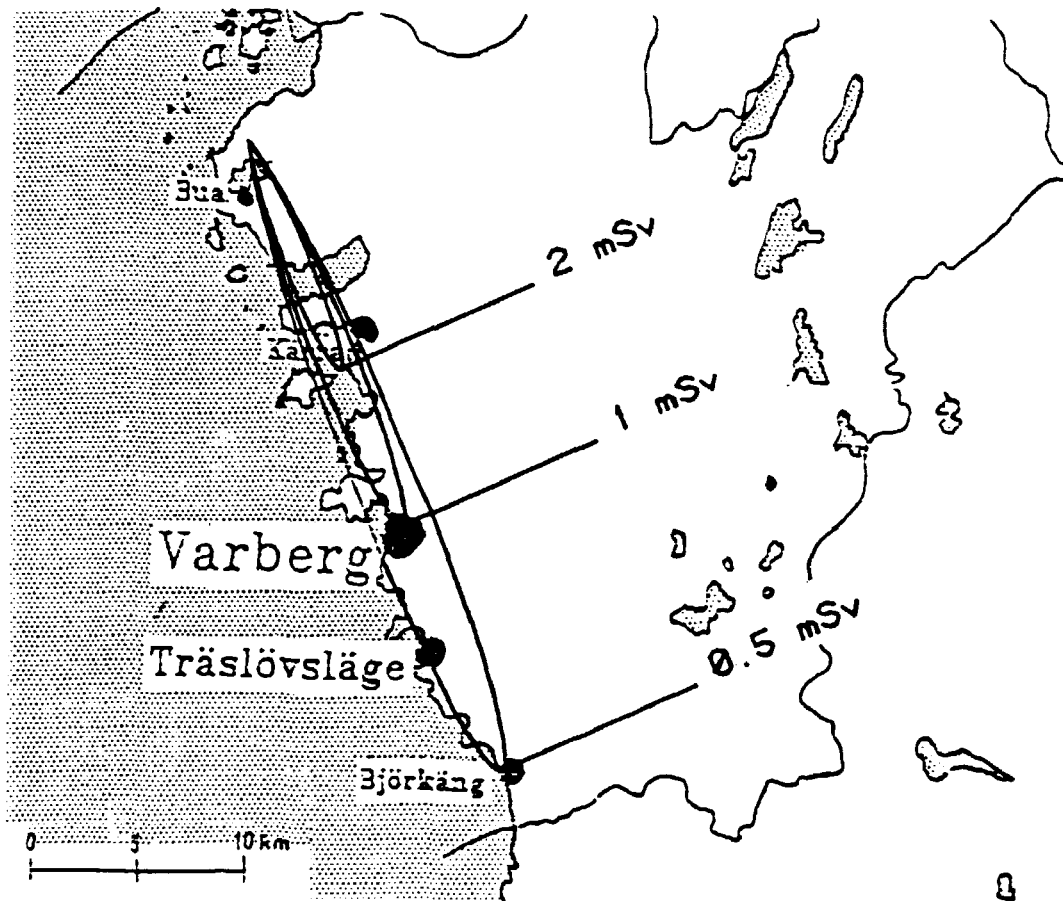 Bua
2 mSv
1 mSv
Varberg
Träslövsläge
0.5 mSv
Björkäng
0 5 10 km